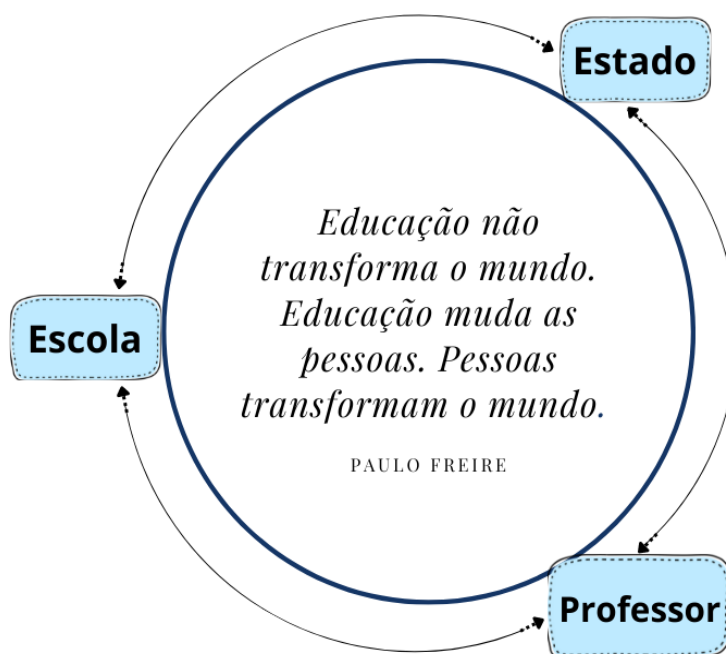 Estado
Educação não
transforma o mundo.
Educação muda as
pessoas. Pessoas
transformam o mundo.
PAULO FREIRE
Escola
Professor